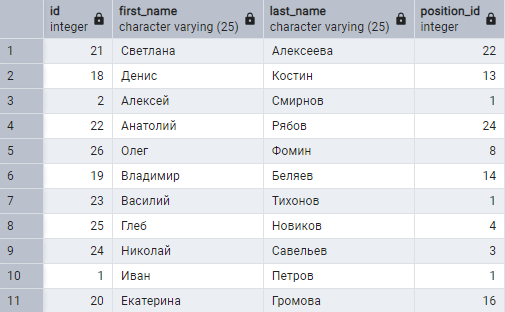 id first_name last_name position_id
integer character varying (25) character varying (25) integer
1 21 Светлана Алексеева 22
2 18 Денис Костин 13
3 2 Алексей Смирнов 1
4 22 Анатолий Рябов 24
5 26 Олег Фомин 8
6 19 Владимир Беляев 14
7 23 Василий Тихонов 1
8 25 Глеб Новиков 4
9 24 Николай Савельев 3
10 1 Иван Петров 1
11 20 Екатерина Громова 16